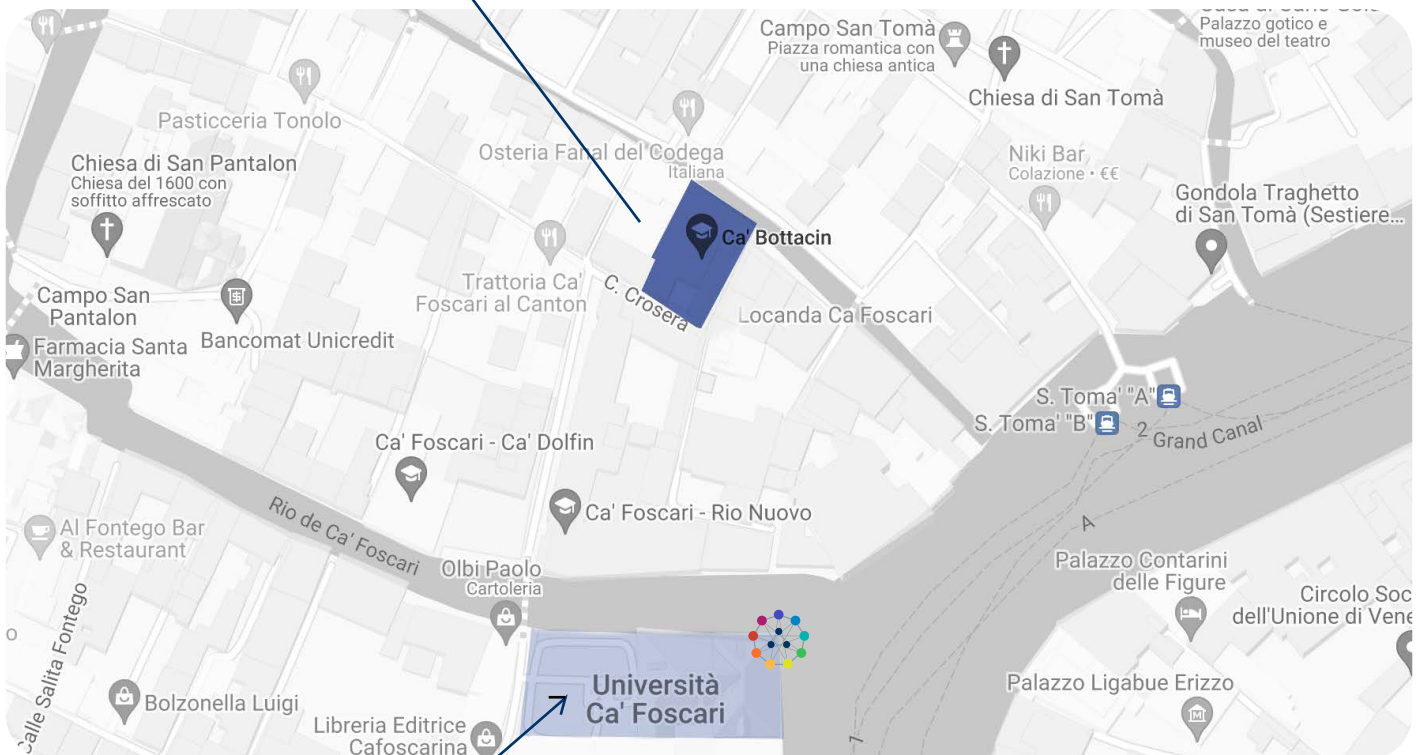 Campo San Tomà
Piazza romantica con
una chiesa antica
Palazzo gotico e
museo del teatro
Chiesa di San Tomà
Pasticceria Tonolo
Osteria Fanal del Codega
Italiana
Niki Bar
Colazione • €€
Chiesa di San Pantalon
Chiesa del 1600 con
soffitto affrescato
Gondola Traghetto
di San Tomà (Sestiere...
Ca' Bottacin
Trattoria Ca'
Foscari al Canton
C. Crosera
Campo San
Pantalon
Locanda Ca Foscari
Bancomat Unicredit
Farmacia Santa
Margherita
S. Toma' "A"
S. Toma' "B"
2
Grand Canal
Ca' Foscari - Ca' Dolfin
Rio de Ca' Foscari
Ca' Foscari - Rio Nuovo
A
Al Fontego Bar
& Restaurant
Olbi Paolo
Cartoleria
Palazzo Contarini
delle Figure
Circolo Soc
dell'Unione di Vene
o
Calle Salita Fontego
Università
Ca' Foscari
Bolzonella Luigi
Palazzo Ligabue Erizzo
Libreria Editrice
Cafoscarina
1